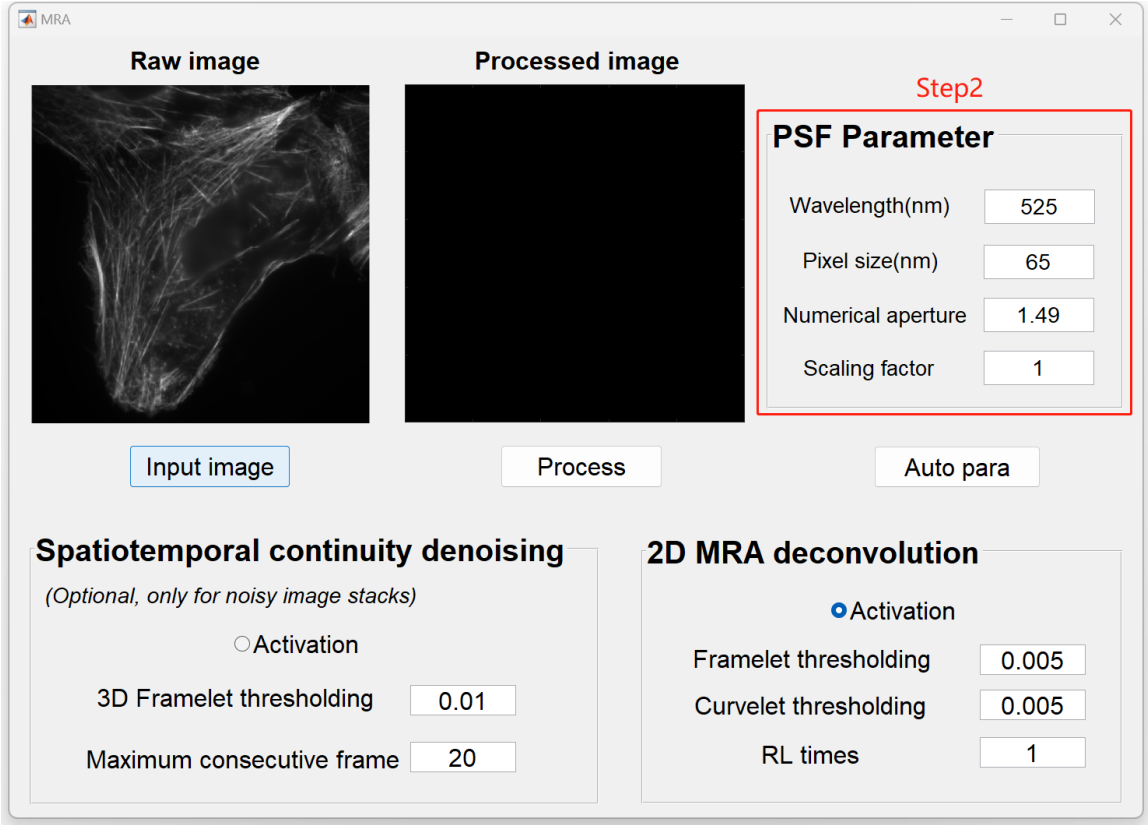 MRA
Raw image
Processed image
Step2
PSF Parameter
Wavelength(nm) 525
Pixel size(nm) 65
Numerical aperture 1.49
Scaling factor 1
Input image
Process
Auto para
Spatiotemporal continuity denoising
(Optional, only for noisy image stacks)
Activation
3D Framelet thresholding 0.01
Maximum consecutive frame 20
2D MRA deconvolution
Activation
Framelet thresholding 0.005
Curvelet thresholding 0.005
RL times 1